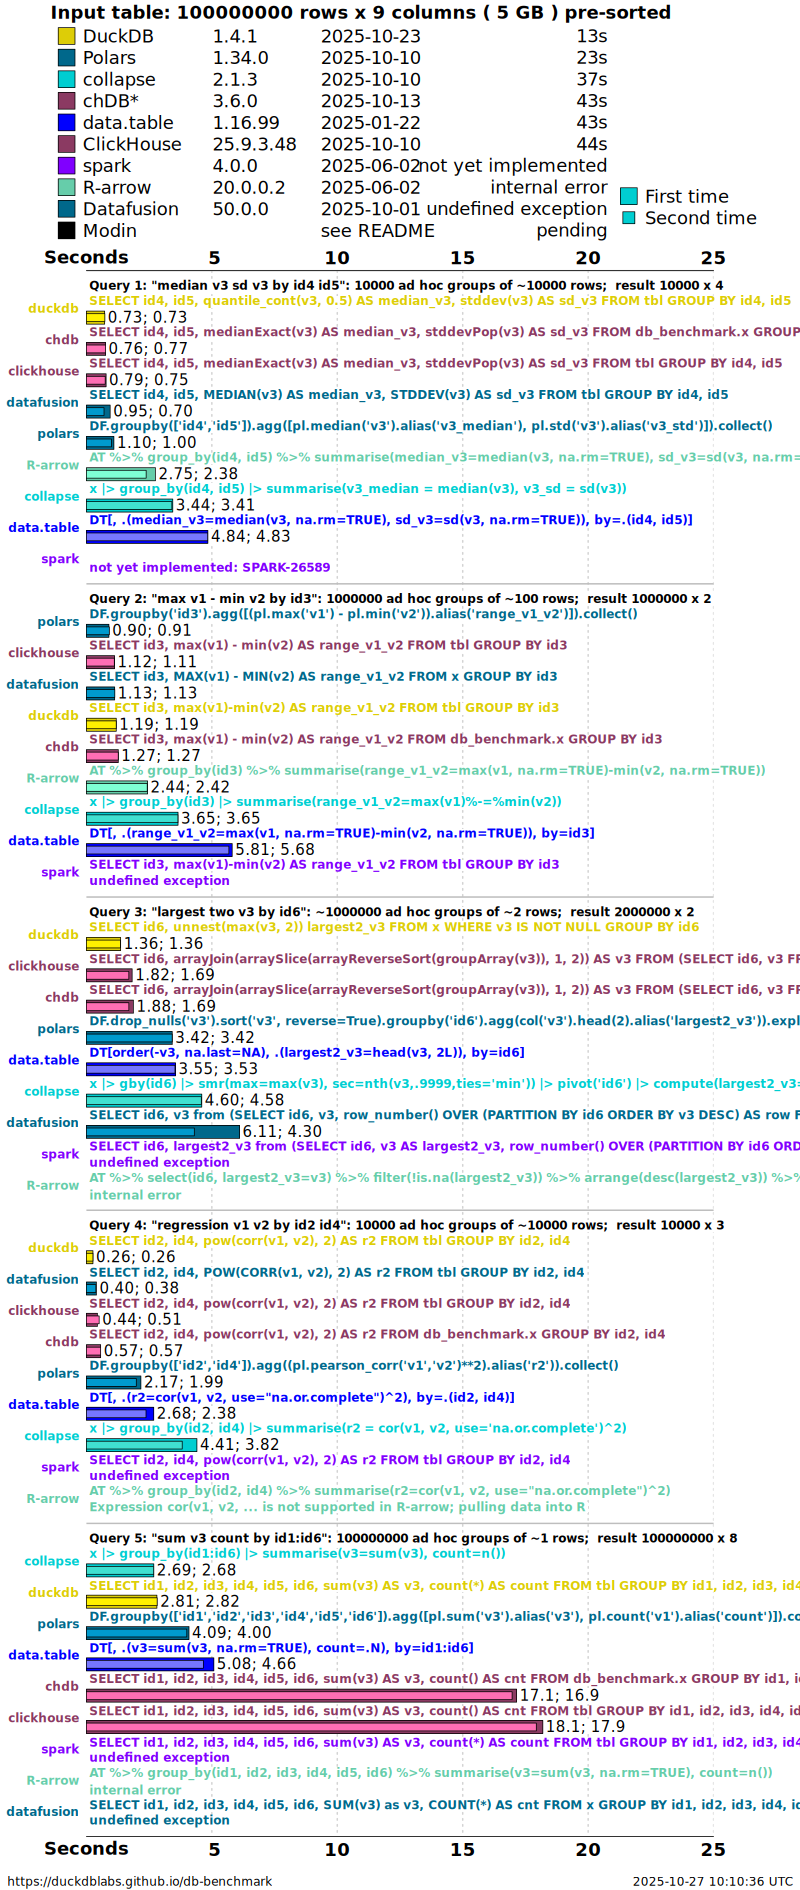 Input table: 100000000 rows x 9 columns ( 5 GB ) pre-sorted
DuckDB 1.4.1 2025-10-23 13s
Polars 1.34.0 2025-10-10 23s
collapse 2.1.3 2025-10-10 37s
chDB* 3.6.0 2025-10-13 43s
data.table 1.16.99 2025-01-22 43s
ClickHouse 25.9.3.48 2025-10-10 44s
spark 4.0.0 2025-06-02 not yet implemented
R-arrow 20.0.0.2 2025-06-02 internal error
Datafusion 50.0.0 2025-10-01 undefined exception
Modin see README pending
First time
Second time
Seconds 5 10 15 20 25
Query 1: "median v3 sd v3 by id4 id5": 10000 ad hoc groups of ~10000 rows; result 10000 x 4
duckdb SELECT id4, id5, quantile_cont(v3, 0.5) AS median_v3, stddev(v3) AS sd_v3 FROM tbl GROUP BY id4, id5
0.73; 0.73
chdb SELECT id4, id5, medianExact(v3) AS median_v3, stddevPop(v3) AS sd_v3 FROM db_benchmark.x GROUP
0.76; 0.77
clickhouse SELECT id4, id5, medianExact(v3) AS median_v3, stddevPop(v3) AS sd_v3 FROM tbl GROUP BY id4, id5
0.79; 0.75
datafusion SELECT id4, id5, MEDIAN(v3) AS median_v3, STDDEV(v3) AS sd_v3 FROM tbl GROUP BY id4, id5
0.95; 0.70
polars DF.groupby(['id4','id5']).agg([pl.median('v3').alias('v3_median'), pl.std('v3').alias('v3_std')]).collect()
1.10; 1.00
R-arrow AT %>% group_by(id4, id5) %>% summarise(median_v3=median(v3, na.rm=TRUE), sd_v3=sd(v3, na.rm=
2.75; 2.38
collapse x |> group_by(id4, id5) |> summarise(v3_median = median(v3), v3_sd = sd(v3))
3.44; 3.41
data.table DT[, .(median_v3=median(v3, na.rm=TRUE), sd_v3=sd(v3, na.rm=TRUE)), by=.(id4, id5)]
4.84; 4.83
spark not yet implemented: SPARK-26589
Query 2: "max v1 - min v2 by id3": 1000000 ad hoc groups of ~100 rows; result 1000000 x 2
polars DF.groupby('id3').agg([(pl.max('v1') - pl.min('v2')).alias('range_v1_v2')]).collect()
0.90; 0.91
clickhouse SELECT id3, max(v1) - min(v2) AS range_v1_v2 FROM tbl GROUP BY id3
1.12; 1.11
datafusion SELECT id3, MAX(v1) - MIN(v2) AS range_v1_v2 FROM x GROUP BY id3
1.13; 1.13
duckdb SELECT id3, max(v1)-min(v2) AS range_v1_v2 FROM tbl GROUP BY id3
1.19; 1.19
chdb SELECT id3, max(v1) - min(v2) AS range_v1_v2 FROM db_benchmark.x GROUP BY id3
1.27; 1.27
R-arrow AT %>% group_by(id3) %>% summarise(range_v1_v2=max(v1, na.rm=TRUE)-min(v2, na.rm=TRUE))
2.44; 2.42
collapse x |> group_by(id3) |> summarise(range_v1_v2=max(v1)%-=%min(v2))
3.65; 3.65
data.table DT[, .(range_v1_v2=max(v1, na.rm=TRUE)-min(v2, na.rm=TRUE)), by=id3]
5.81; 5.68
spark SELECT id3, max(v1)-min(v2) AS range_v1_v2 FROM tbl GROUP BY id3
undefined exception
Query 3: "largest two v3 by id6": ~1000000 ad hoc groups of ~2 rows; result 2000000 x 2
duckdb SELECT id6, unnest(max(v3, 2)) largest2_v3 FROM x WHERE v3 IS NOT NULL GROUP BY id6
1.36; 1.36
clickhouse SELECT id6, arrayJoin(arraySlice(arrayReverseSort(groupArray(v3)), 1, 2)) AS v3 FROM (SELECT id6, v3 FR
1.82; 1.69
chdb SELECT id6, arrayJoin(arraySlice(arrayReverseSort(groupArray(v3)), 1, 2)) AS v3 FROM (SELECT id6, v3 FR
1.88; 1.69
polars DF.drop_nulls('v3').sort('v3', reverse=True).groupby('id6').agg(col('v3').head(2).alias('largest2_v3')).expl
3.42; 3.42
data.table DT[order(-v3, na.last=NA), .(largest2_v3=head(v3, 2L)), by=id6]
3.55; 3.53
collapse x |> gby(id6) |> smr(max=max(v3), sec=nth(v3,.9999,ties='min')) |> pivot('id6') |> compute(largest2_v3=
4.60; 4.58
datafusion SELECT id6, v3 from (SELECT id6, v3, row_number() OVER (PARTITION BY id6 ORDER BY v3 DESC) AS row F
6.11; 4.30
spark SELECT id6, largest2_v3 from (SELECT id6, v3 AS largest2_v3, row_number() OVER (PARTITION BY id6 ORD
undefined exception
R-arrow AT %>% select(id6, largest2_v3=v3) %>% filter(!is.na(largest2_v3)) %>% arrange(desc(largest2_v3)) %>%
internal error
Query 4: "regression v1 v2 by id2 id4": 10000 ad hoc groups of ~10000 rows; result 10000 x 3
duckdb SELECT id2, id4, pow(corr(v1, v2), 2) AS r2 FROM tbl GROUP BY id2, id4
0.26; 0.26
datafusion SELECT id2, id4, POW(CORR(v1, v2), 2) AS r2 FROM tbl GROUP BY id2, id4
0.40; 0.38
clickhouse SELECT id2, id4, pow(corr(v1, v2), 2) AS r2 FROM tbl GROUP BY id2, id4
0.44; 0.51
chdb SELECT id2, id4, pow(corr(v1, v2), 2) AS r2 FROM db_benchmark.x GROUP BY id2, id4
0.57; 0.57
polars DF.groupby(['id2','id4']).agg((pl.pearson_corr('v1','v2')**2).alias('r2')).collect()
2.17; 1.99
data.table DT[, .(r2=cor(v1, v2, use="na.or.complete")^2), by=.(id2, id4)]
2.68; 2.38
collapse x |> group_by(id2, id4) |> summarise(r2 = cor(v1, v2, use='na.or.complete')^2)
4.41; 3.82
spark SELECT id2, id4, pow(corr(v1, v2), 2) AS r2 FROM tbl GROUP BY id2, id4
undefined exception
R-arrow AT %>% group_by(id2, id4) %>% summarise(r2=cor(v1, v2, use="na.or.complete")^2)
Expression cor(v1, v2, ... is not supported in R-arrow; pulling data into R
Query 5: "sum v3 count by id1:id6": 100000000 ad hoc groups of ~1 rows; result 100000000 x 8
collapse x |> group_by(id1:id6) |> summarise(v3=sum(v3), count=n())
2.69; 2.68
duckdb SELECT id1, id2, id3, id4, id5, id6, sum(v3) AS v3, count(*) AS count FROM tbl GROUP BY id1, id2, id3, id4
2.81; 2.82
polars DF.groupby(['id1','id2','id3','id4','id5','id6']).agg([pl.sum('v3').alias('v3'), pl.count('v1').alias('count')]).co
4.09; 4.00
data.table DT[, .(v3=sum(v3, na.rm=TRUE), count=.N), by=id1:id6]
5.08; 4.66
chdb SELECT id1, id2, id3, id4, id5, id6, sum(v3) AS v3, count() AS cnt FROM db_benchmark.x GROUP BY id1, i
17.1; 16.9
clickhouse SELECT id1, id2, id3, id4, id5, id6, sum(v3) AS v3, count() AS cnt FROM tbl GROUP BY id1, id2, id3, id4, id
18.1; 17.9
spark SELECT id1, id2, id3, id4, id5, id6, sum(v3) AS v3, count(*) AS count FROM tbl GROUP BY id1, id2, id3, id4
undefined exception
R-arrow AT %>% group_by(id1, id2, id3, id4, id5, id6) %>% summarise(v3=sum(v3, na.rm=TRUE), count=n())
internal error
datafusion SELECT id1, id2, id3, id4, id5, id6, SUM(v3) as v3, COUNT(*) AS cnt FROM x GROUP BY id1, id2, id3, id4, i
undefined exception
Seconds 5 10 15 20 25
https://duckdblabs.github.io/db-benchmark 2025-10-27 10:10:36 UTC